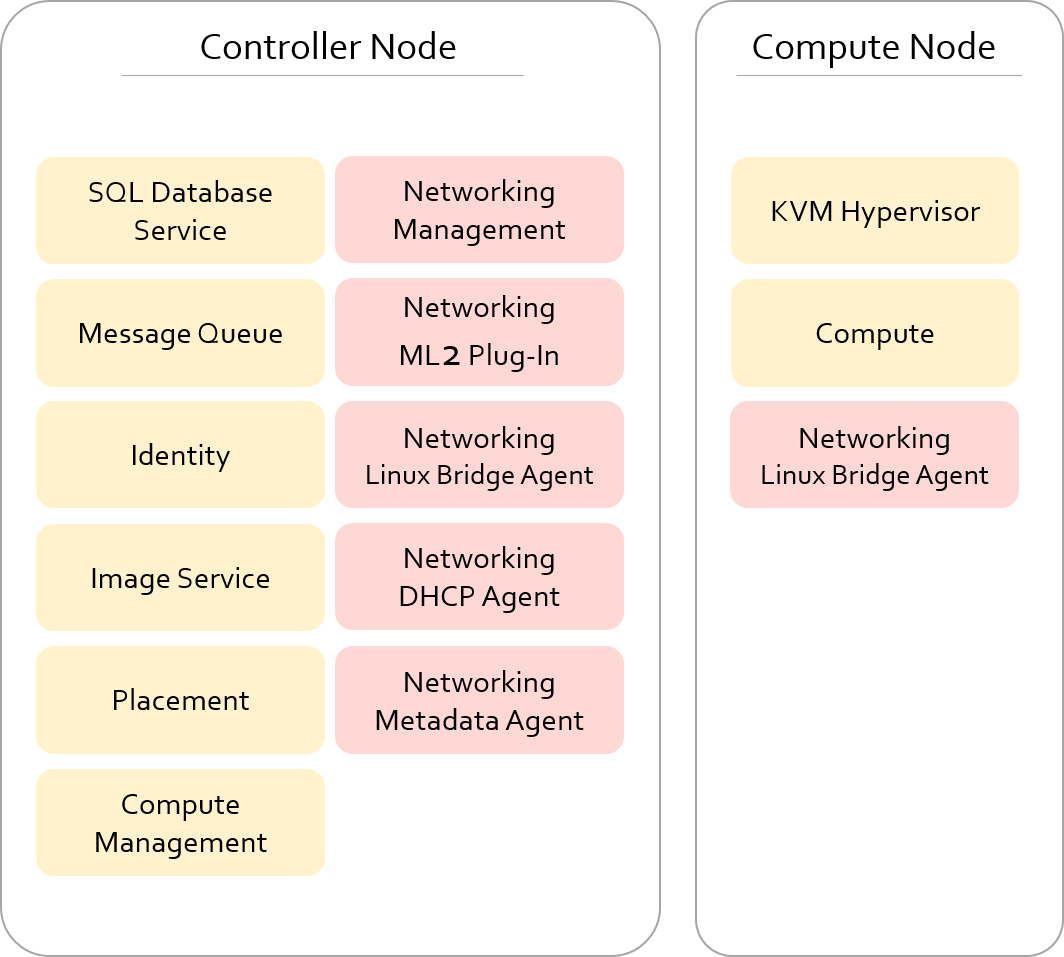 Controller Node
SQL Database
Service
Message Queue
Identity
Image Service
Placement
Compute
Management
Networking
Management
Networking
ML2 Plug-In
Networking
Linux Bridge Agent
Networking
DHCP Agent
Networking
Metadata Agent
Compute Node
KVM Hypervisor
Compute
Networking
Linux Bridge Agent